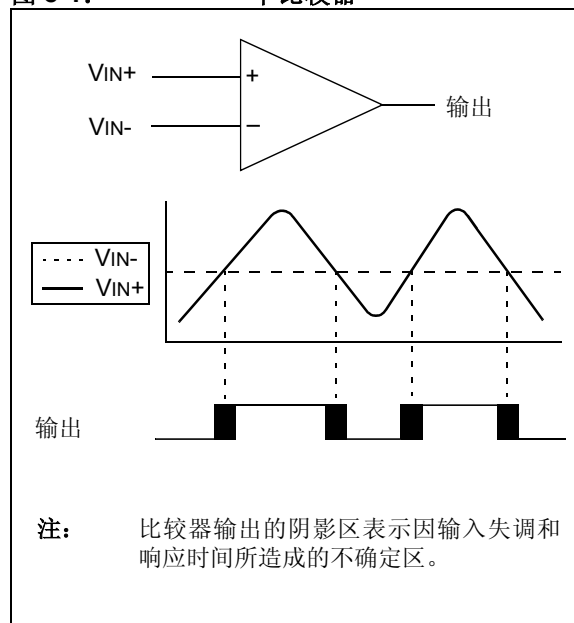 VIN+
+
输出
VIN-
−
VIN-
VIN+
输出
注： 比较器输出的阴影区表示因输入失调和
响应时间所造成的不确定区。